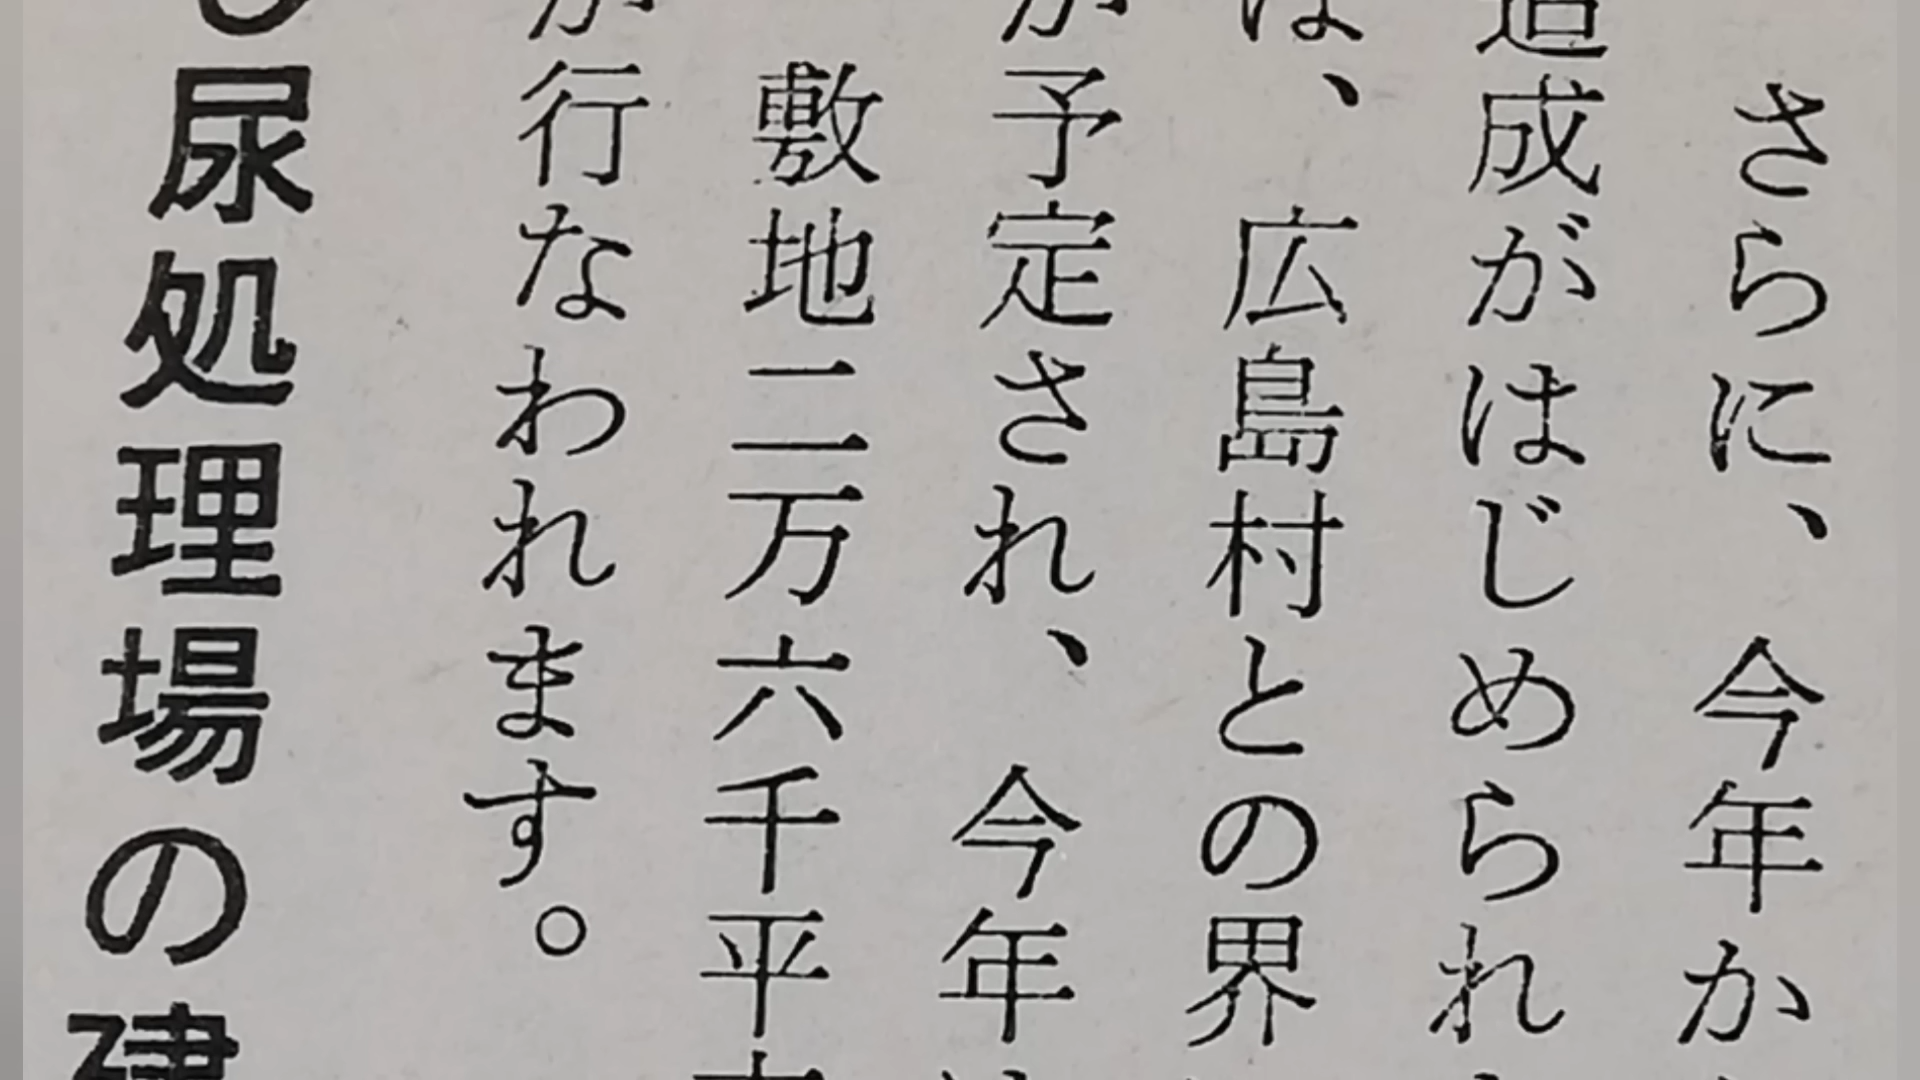 さらに、今年か
造成がはじめられ
は、広島村との界
が予定され、今年
敷地二万六千平
が行なわれます。
し尿処理場の建